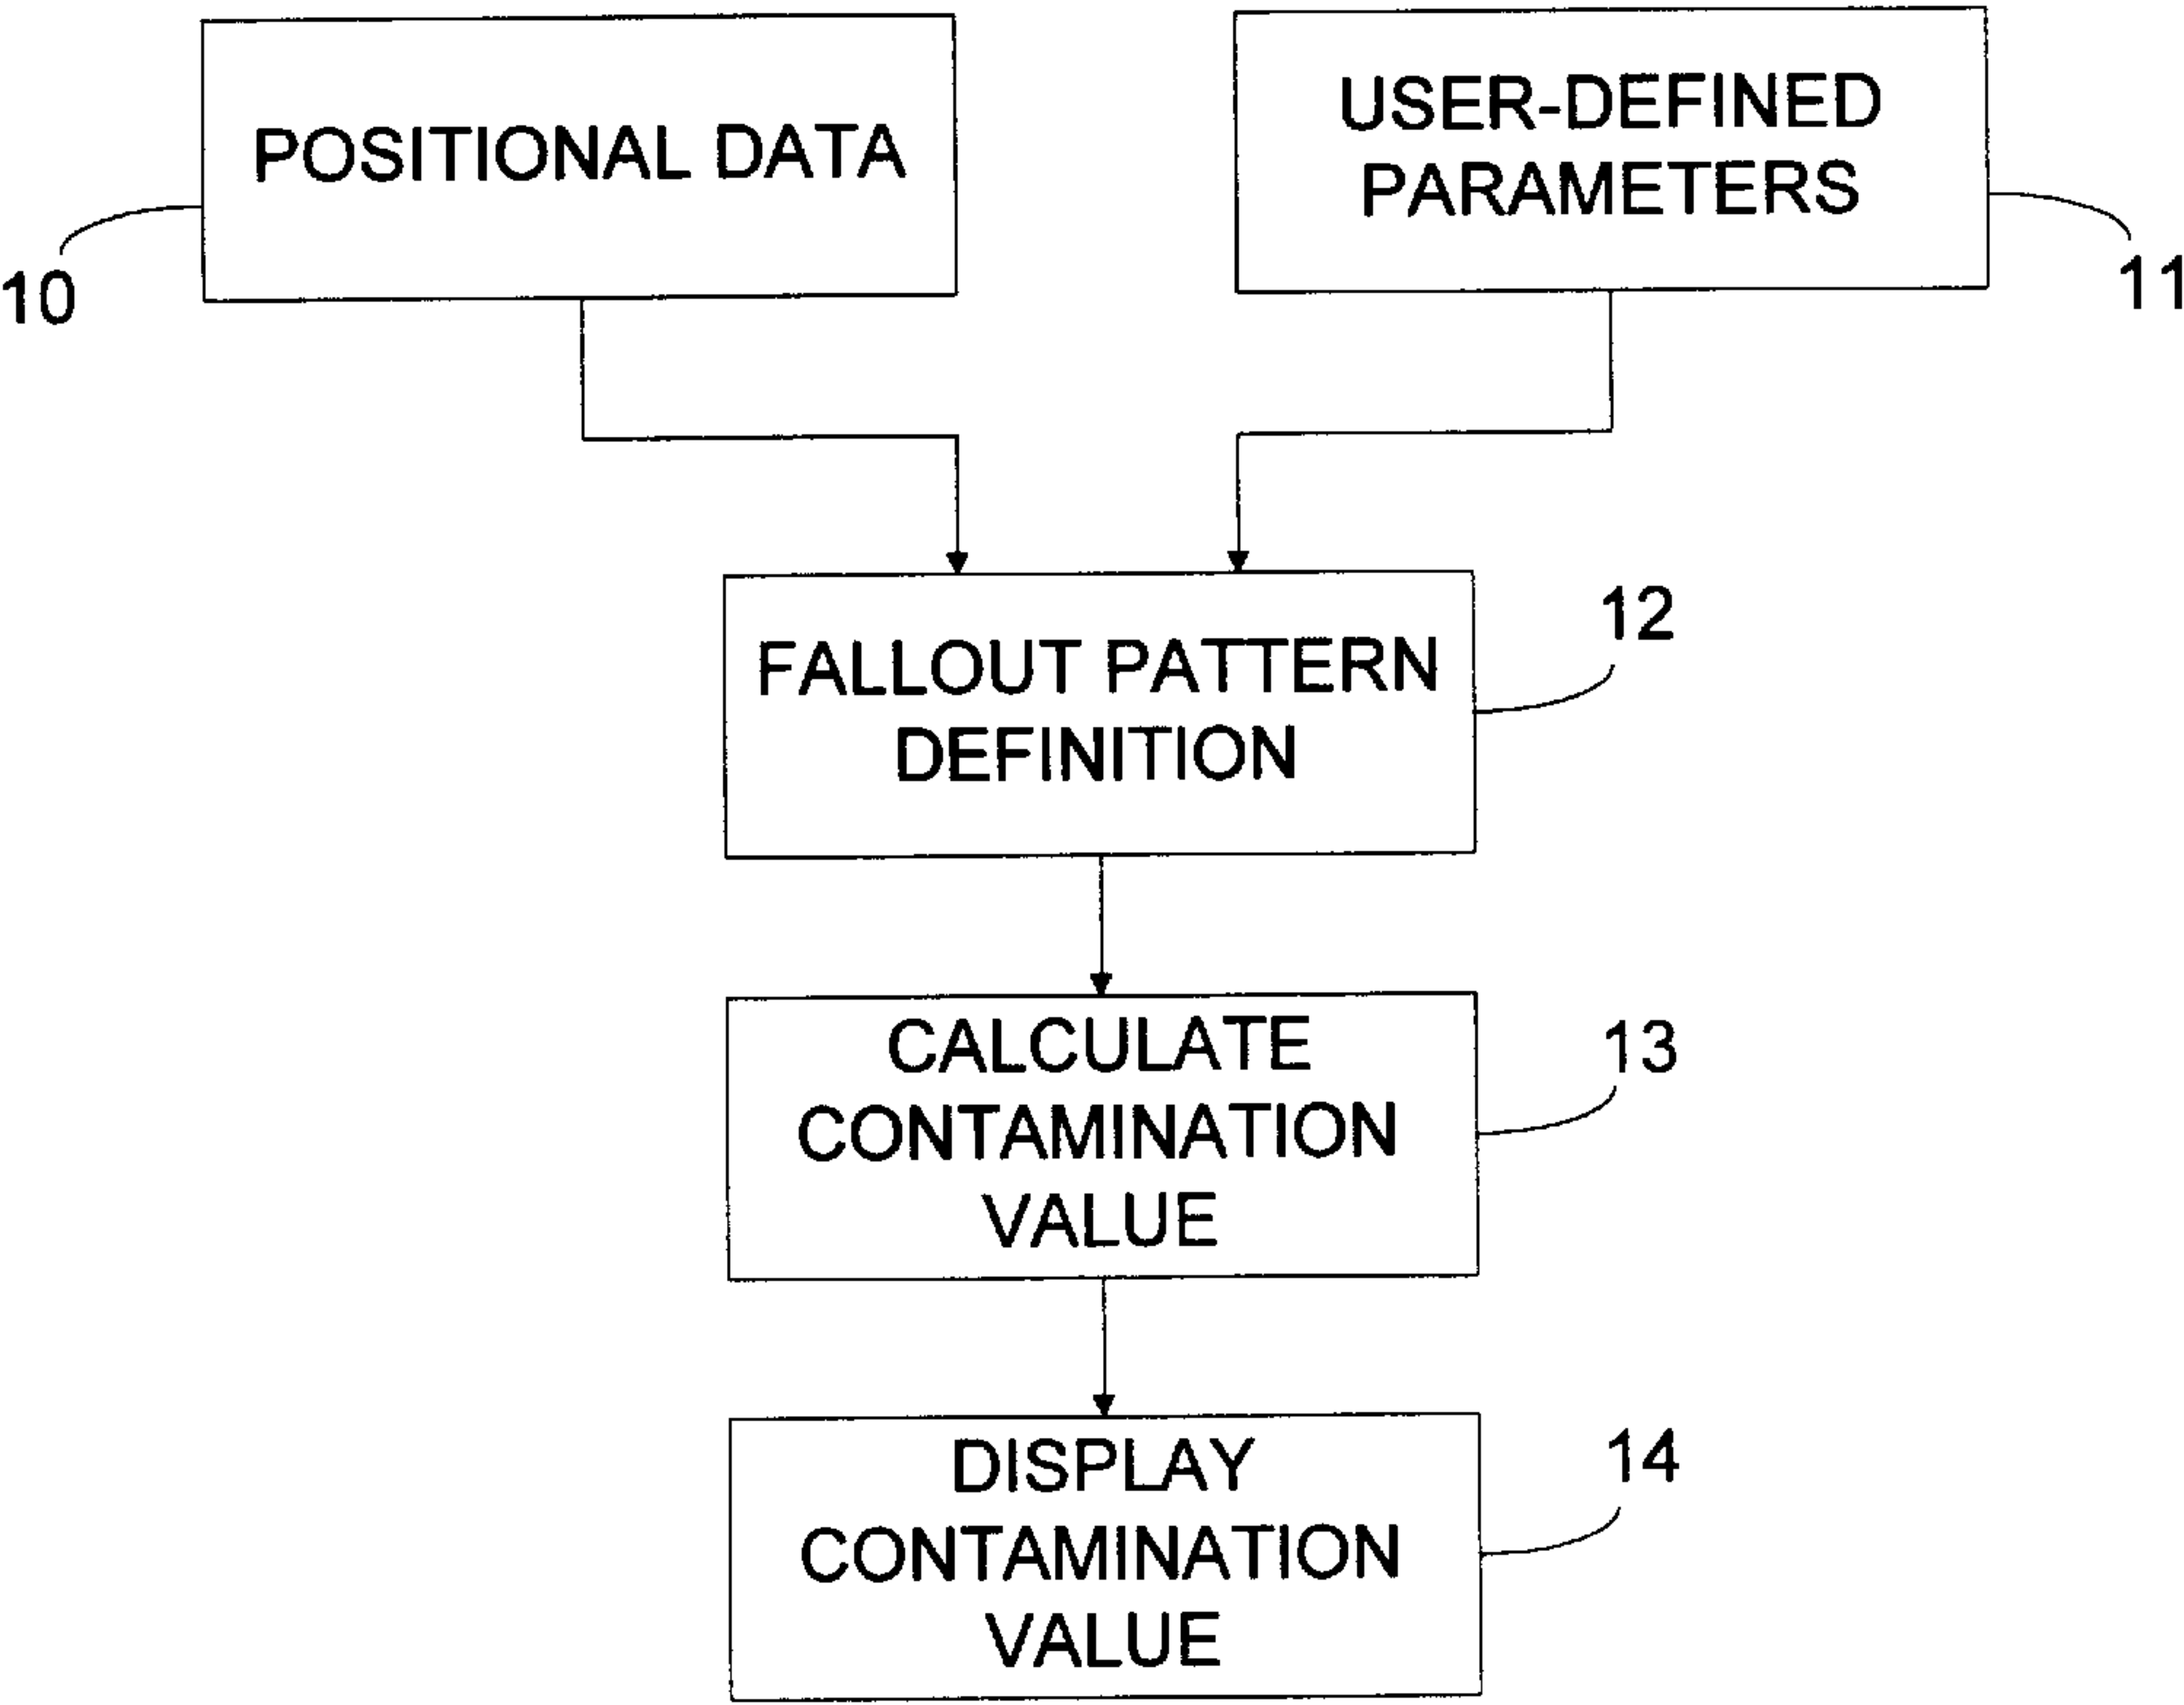 POSITIONAL DATA
USER-DEFINED
PARAMETERS
10
11
FALLOUT PATTERN
DEFINITION
12
CALCULATE
CONTAMINATION
VALUE
13
DISPLAY
CONTAMINATION
VALUE
14